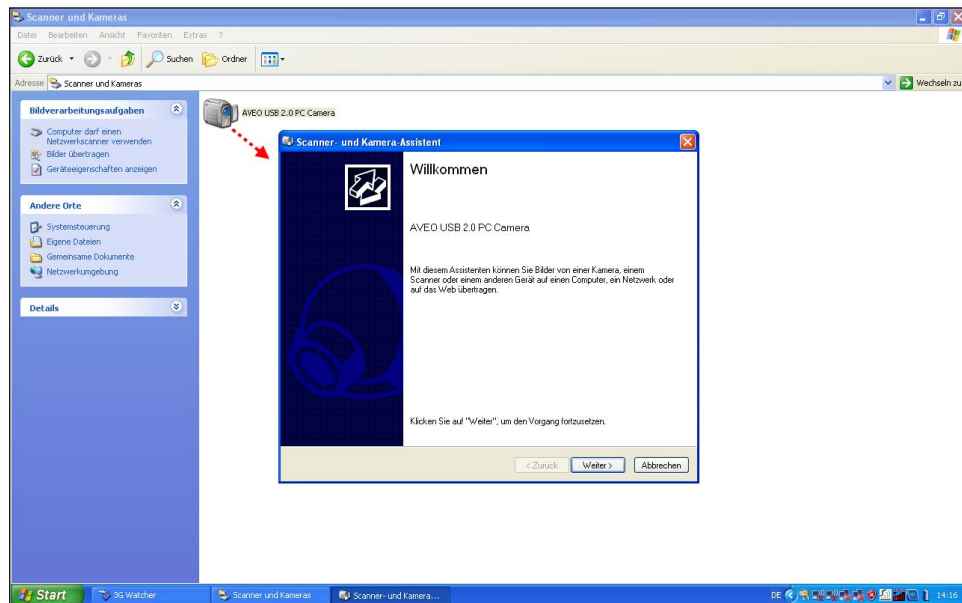 Scanner und Kameras
Datei Bearbeiten Ansicht Favoriten Extras ?
Zurück Suchen Ordner
Adresse Scanner und Kameras Wechseln zu
Bildverarbeitungsaufgaben
Computer darf einen
Netzwerkscanner verwenden
Bilder übertragen
Geräteeigenschaften anzeigen
Andere Orte
Systemsteuerung
Eigene Dateien
Gemeinsame Dokumente
Netzwerkumgebung
Details
AVEO USB 2.0 PC Camera
Scanner- und Kamera-Assistent
Willkommen
AVEO USB 2.0 PC Camera
Mit diesem Assistenten können Sie Bilder von einer Kamera, einem
Scanner oder einem anderen Gerät auf einen Computer, ein Netzwerk oder
auf das Web übertragen.
Klicken Sie auf "Weiter", um den Vorgang fortzusetzen.
< Zurück Weiter > Abbrechen
Start 3G Watcher Scanner und Kameras Scanner- und Kamera... DE 14:16